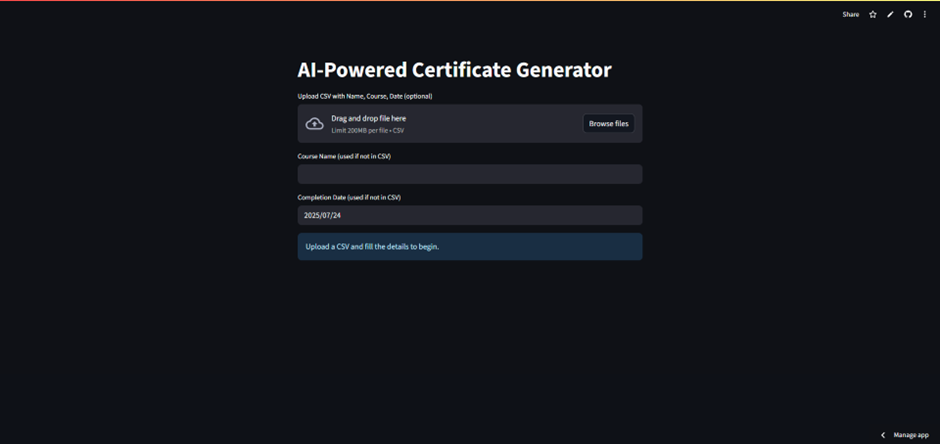 Share
AI-Powered Certificate Generator
Upload CSV with Name, Course, Date (optional)
Drag and drop file here
Limit 200MB per file • CSV
Browse files
Course Name (used if not in CSV)
Completion Date (used if not in CSV)
2025/07/24
Upload a CSV and fill the details to begin.
Manage app